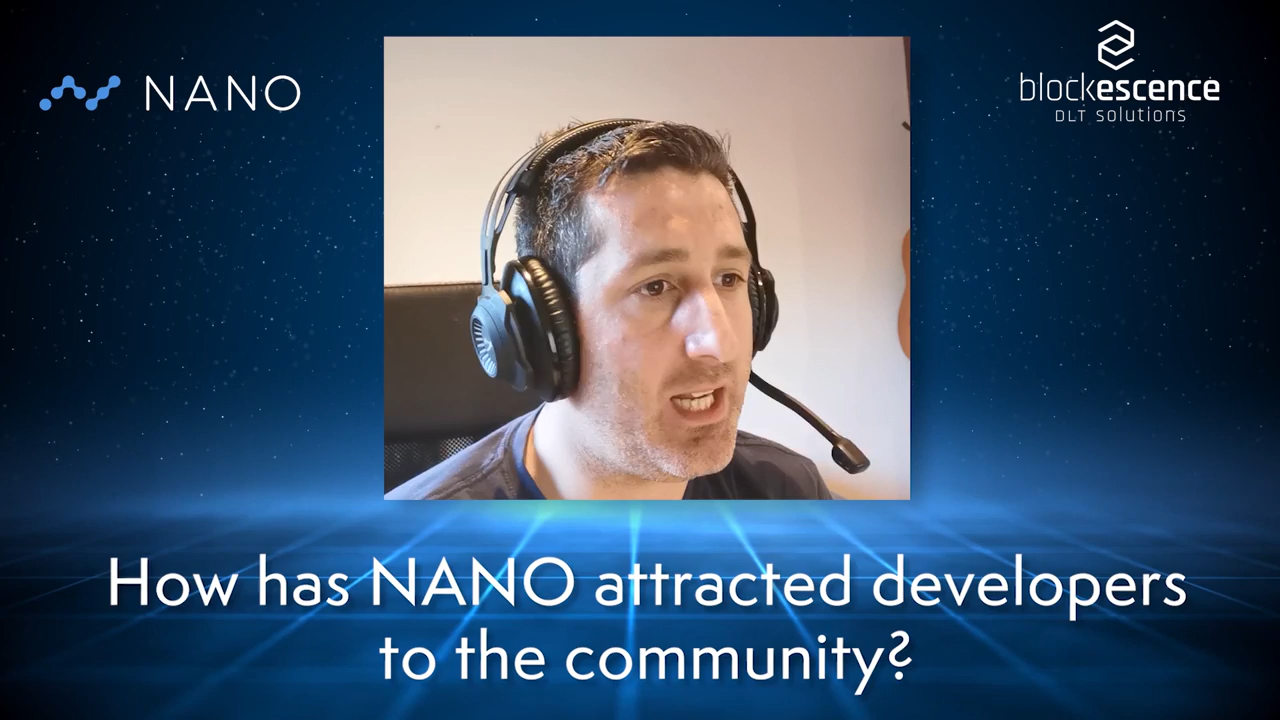 NANO
blockescence
DLT solutions
How has NANO attracted developers
to the community?